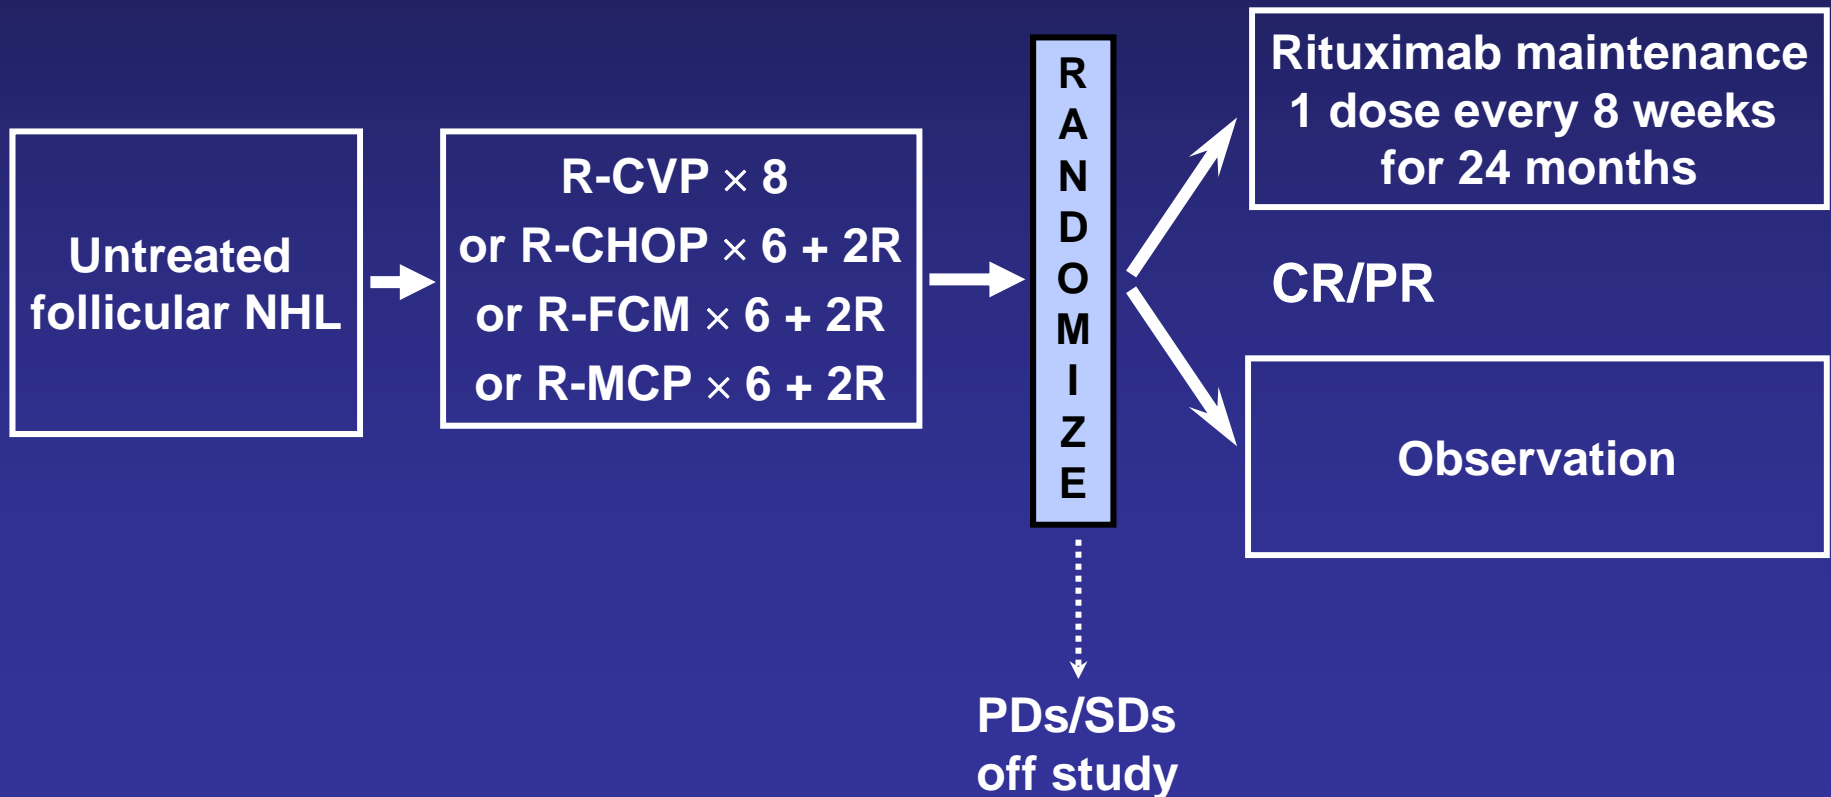 Untreated
follicular NHL
R-CVP × 8
or R-CHOP × 6 + 2R
or R-FCM × 6 + 2R
or R-MCP × 6 + 2R
R
A
N
D
O
M
I
Z
E
Rituximab maintenance
1 dose every 8 weeks
for 24 months
CR/PR
Observation
PDs/SDs
off study